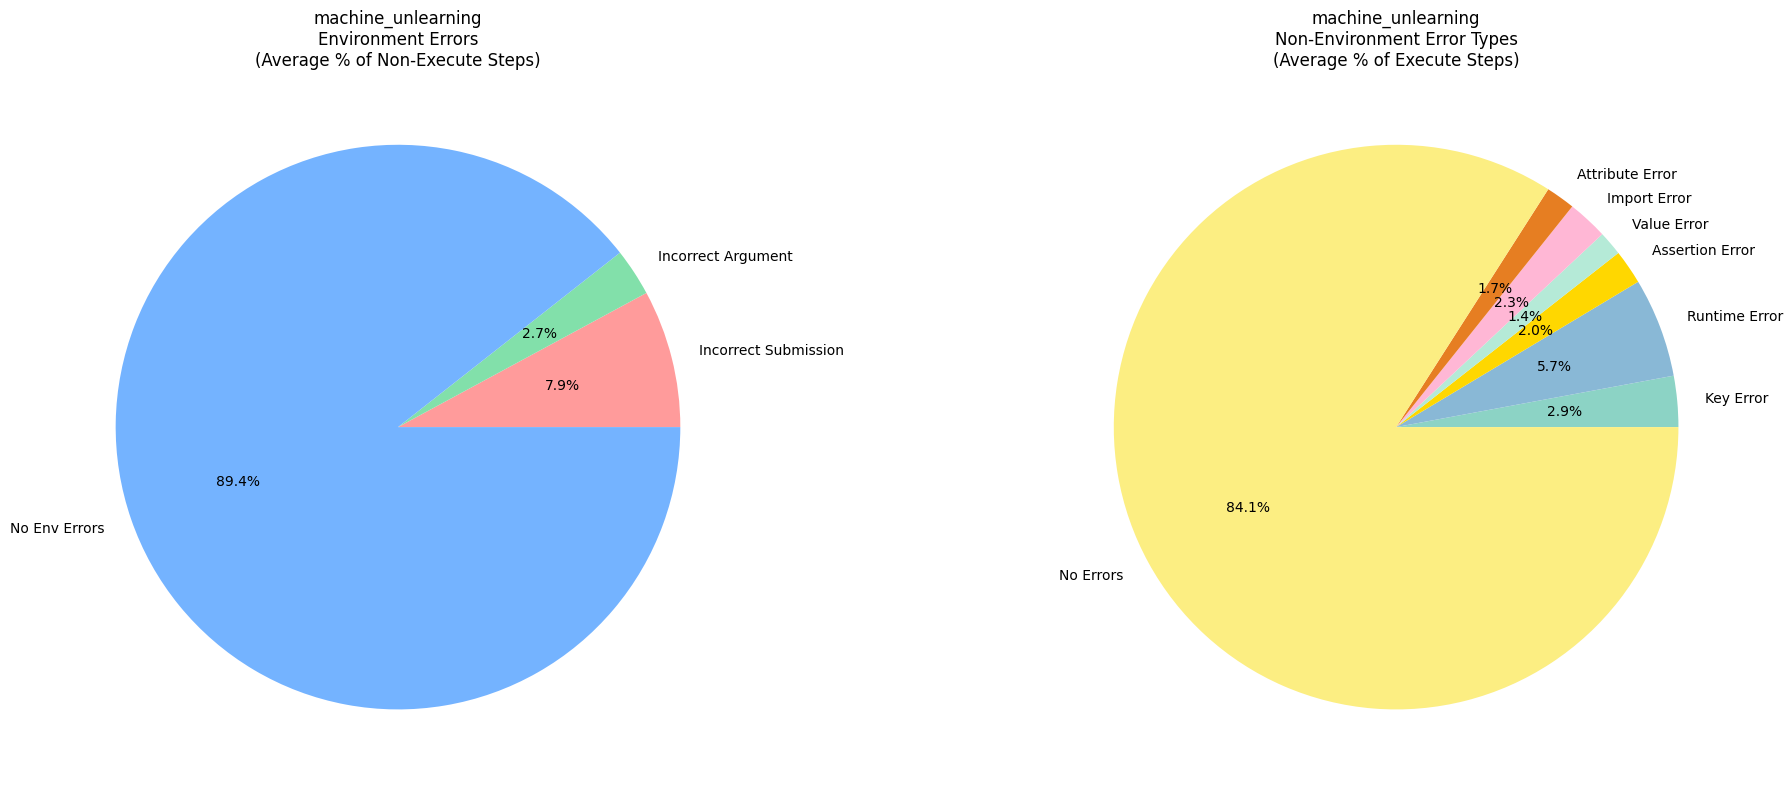 machine_unlearning
Environment Errors
(Average % of Non-Execute Steps)
Incorrect Argument
2.7%
Incorrect Submission
7.9%
89.4%
No Env Errors
machine_unlearning
Non-Environment Error Types
(Average % of Execute Steps)
Attribute Error
Import Error
Value Error
Assertion Error
1.7%
2.3%
1.4%
2.0%
Runtime Error
5.7%
Key Error
2.9%
84.1%
No Errors